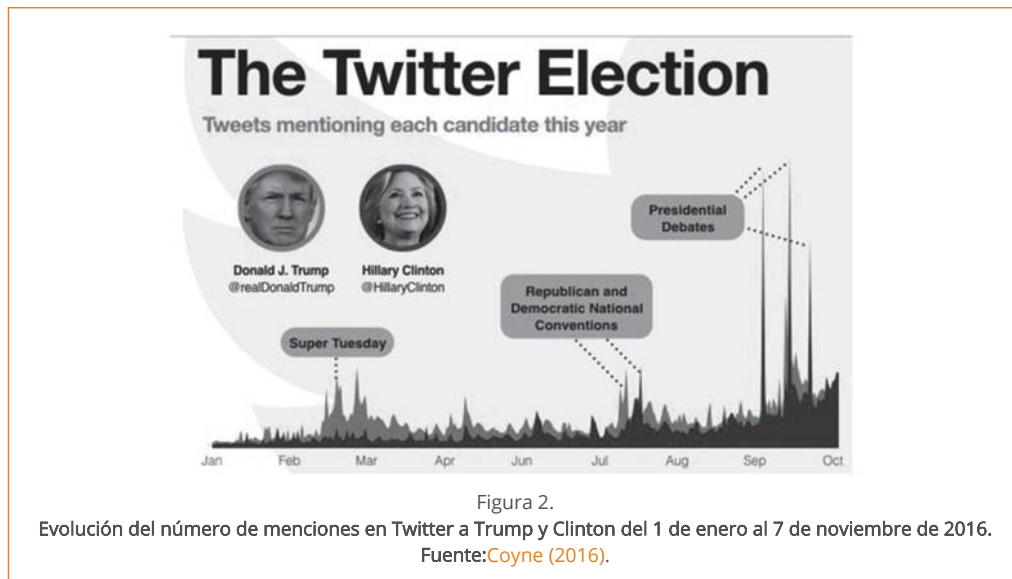 The Twitter Election
Tweets mentioning each candidate this year
Donald J. Trump
@realDonaldTrump
Hillary Clinton
@HillaryClinton
Super Tuesday
Republican and
Democratic National
Conventions
Presidential
Debates
Jan Feb Mar Apr Jun Jul Aug Sep Oct
Figura 2.
Evolución del número de menciones en Twitter a Trump y Clinton del 1 de enero al 7 de noviembre de 2016.
Fuente:Coyne (2016).